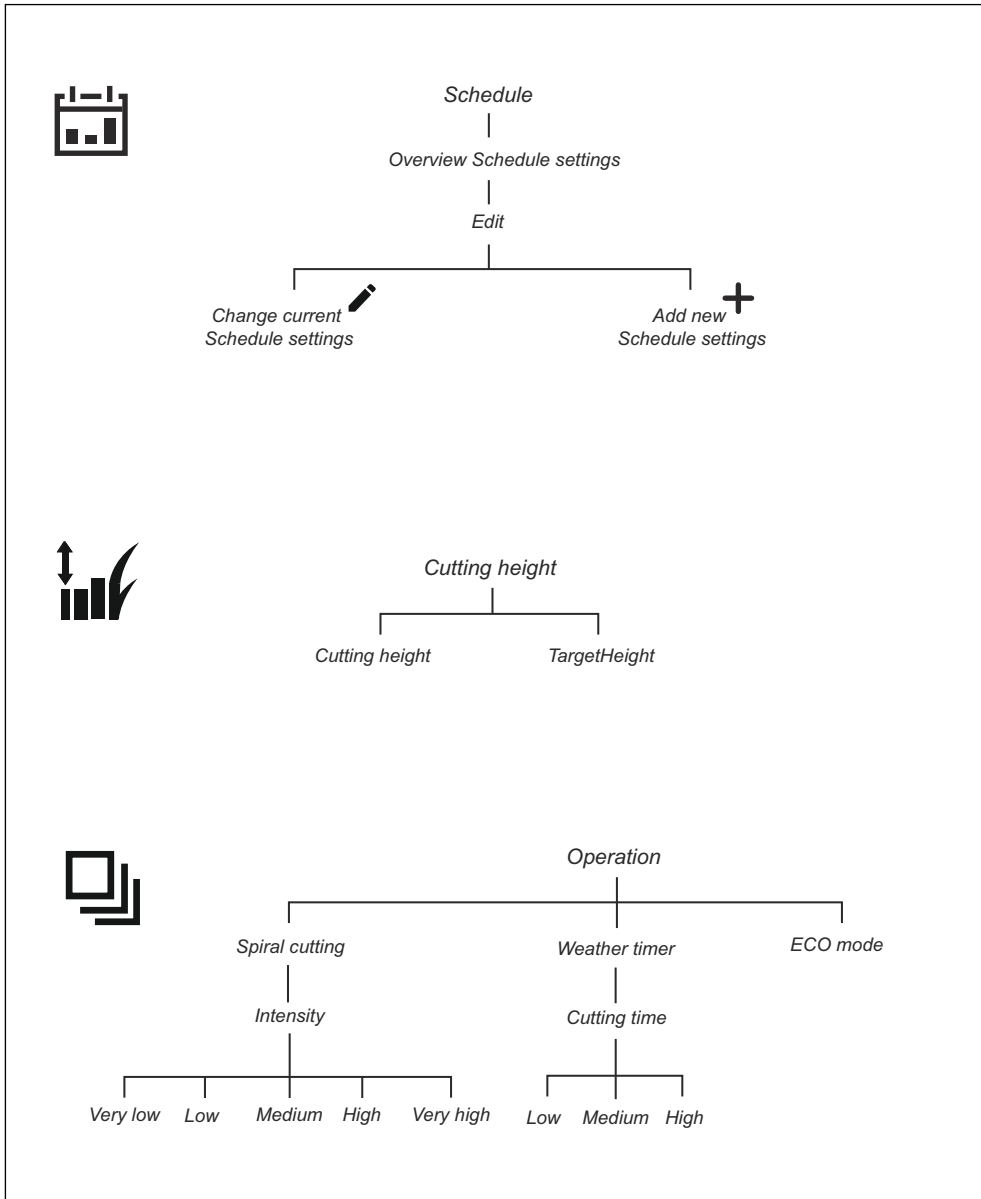 Schedule
Overview Schedule settings
Edit
Change current
Schedule settings
Add new
Schedule settings
Cutting height
Cutting height
TargetHeight
Operation
Spiral cutting
Weather timer
ECO mode
Intensity
Cutting time
Very low
Low
Medium
High
Very high
Low
Medium
High